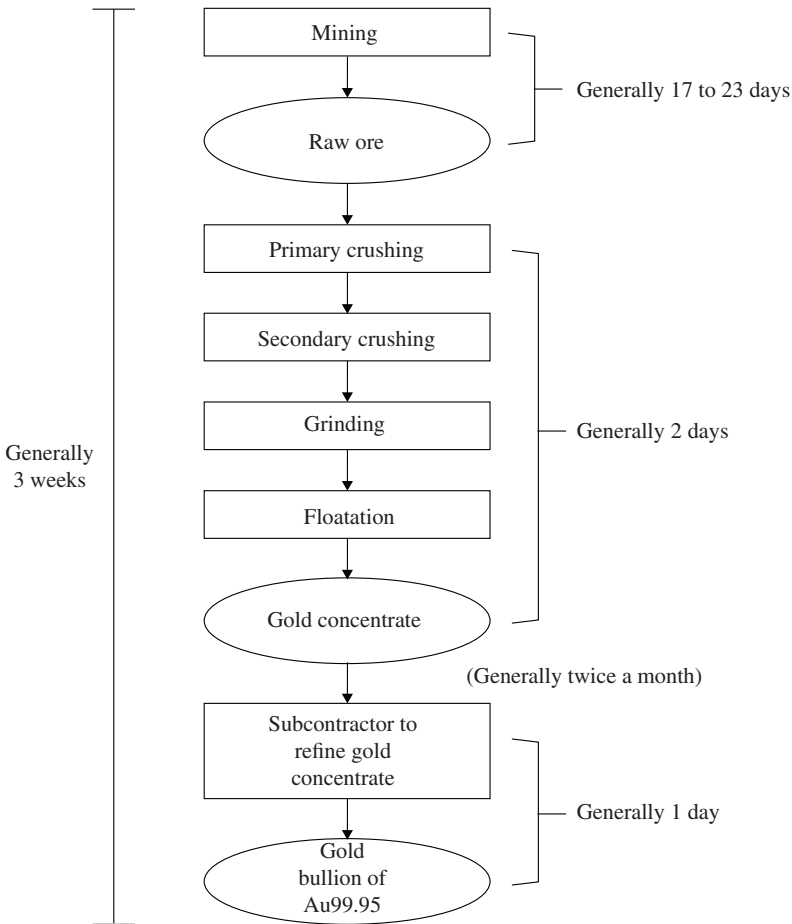 Mining
Generally 17 to 23 days
Raw ore
Primary crushing
Secondary crushing
Grinding
Generally 2 days
Generally
3 weeks
Floatation
Gold concentrate
(Generally twice a month)
Subcontractor to
refine gold
concentrate
Generally 1 day
Gold
bullion of
Au99.95